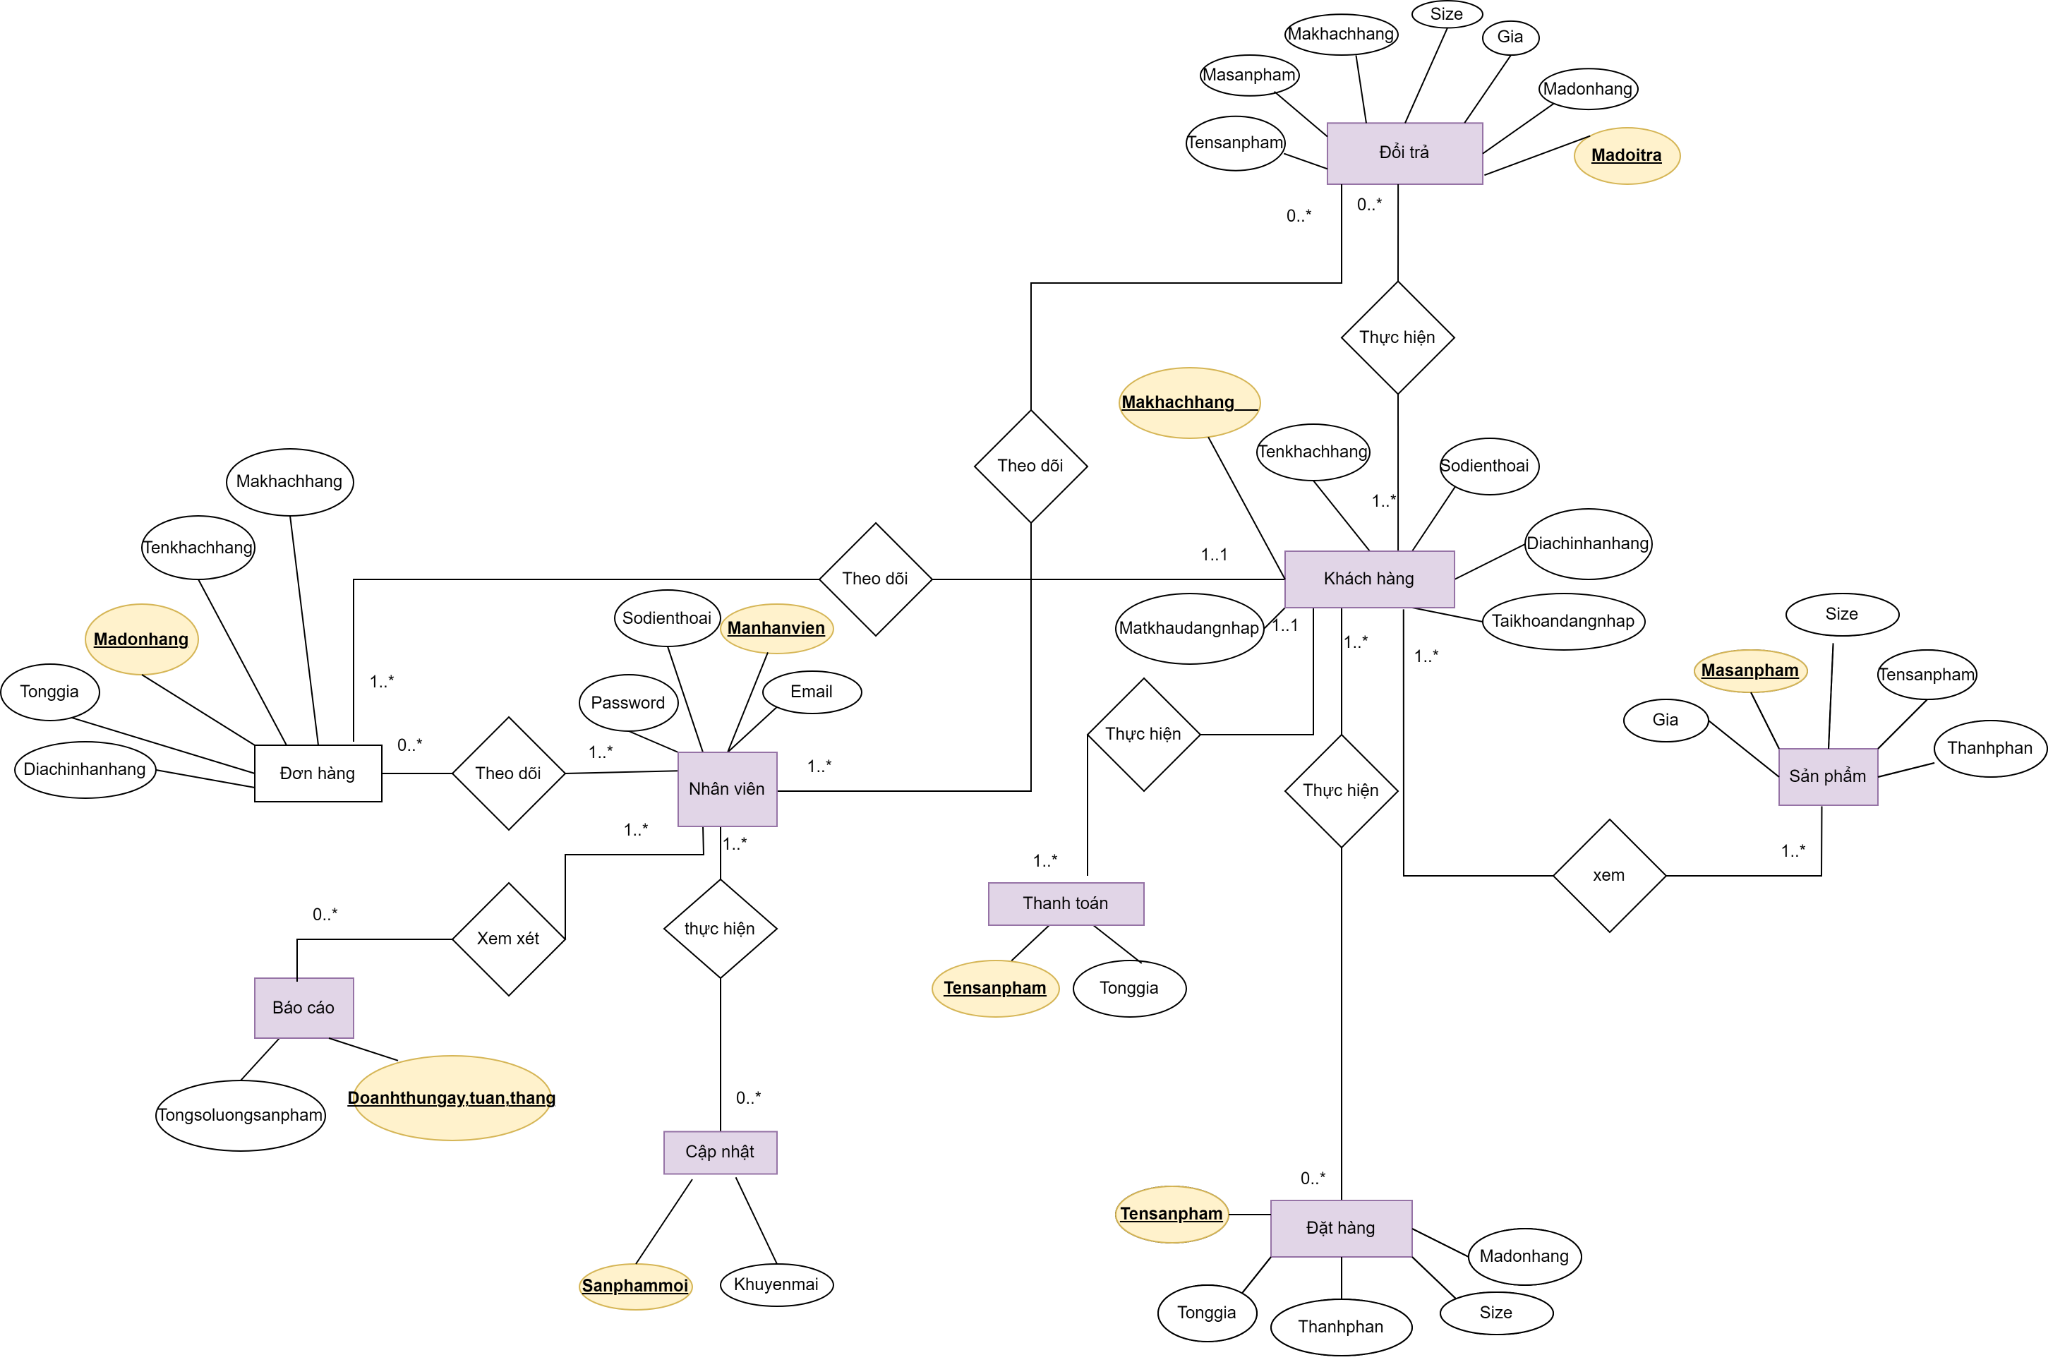 Size
Makhachhang
Gia
Masanpham
Madonhang
Tensanpham
Đổi trả
Madoitra
0..*
0..*
Thực hiện
Makhachhang
Tenkhachhang
Sodienthoai
Theo dõi
Makhachhang
1..*
Tenkhachhang
Diachinhanhang
1..1
Theo dõi
Khách hàng
Size
Sodienthoai
Manhanvien
Matkhaudangnhap
1..1
Taikhoandangnhap
Madonhang
1..*
1..*
Masanpham
Tensanpham
Tonggia
1..*
Password
Email
Gia
Thực hiện
0..*
1..*
Thanhphan
Diachinhanhang
Đơn hàng
Theo dõi
1..*
Nhân viên
Thực hiện
Sản phẩm
1..*
1..*
1..*
1..*
xem
0..*
Thanh toán
Xem xét
thực hiện
Tensanpham
Tonggia
Báo cáo
Tongsoluongsanpham
Doanhthungay,tuan,thang
0..*
Cập nhật
0..*
Tensanpham
Đặt hàng
Madonhang
Sanphammoi
Khuyenmai
Tonggia
Thanhphan
Size